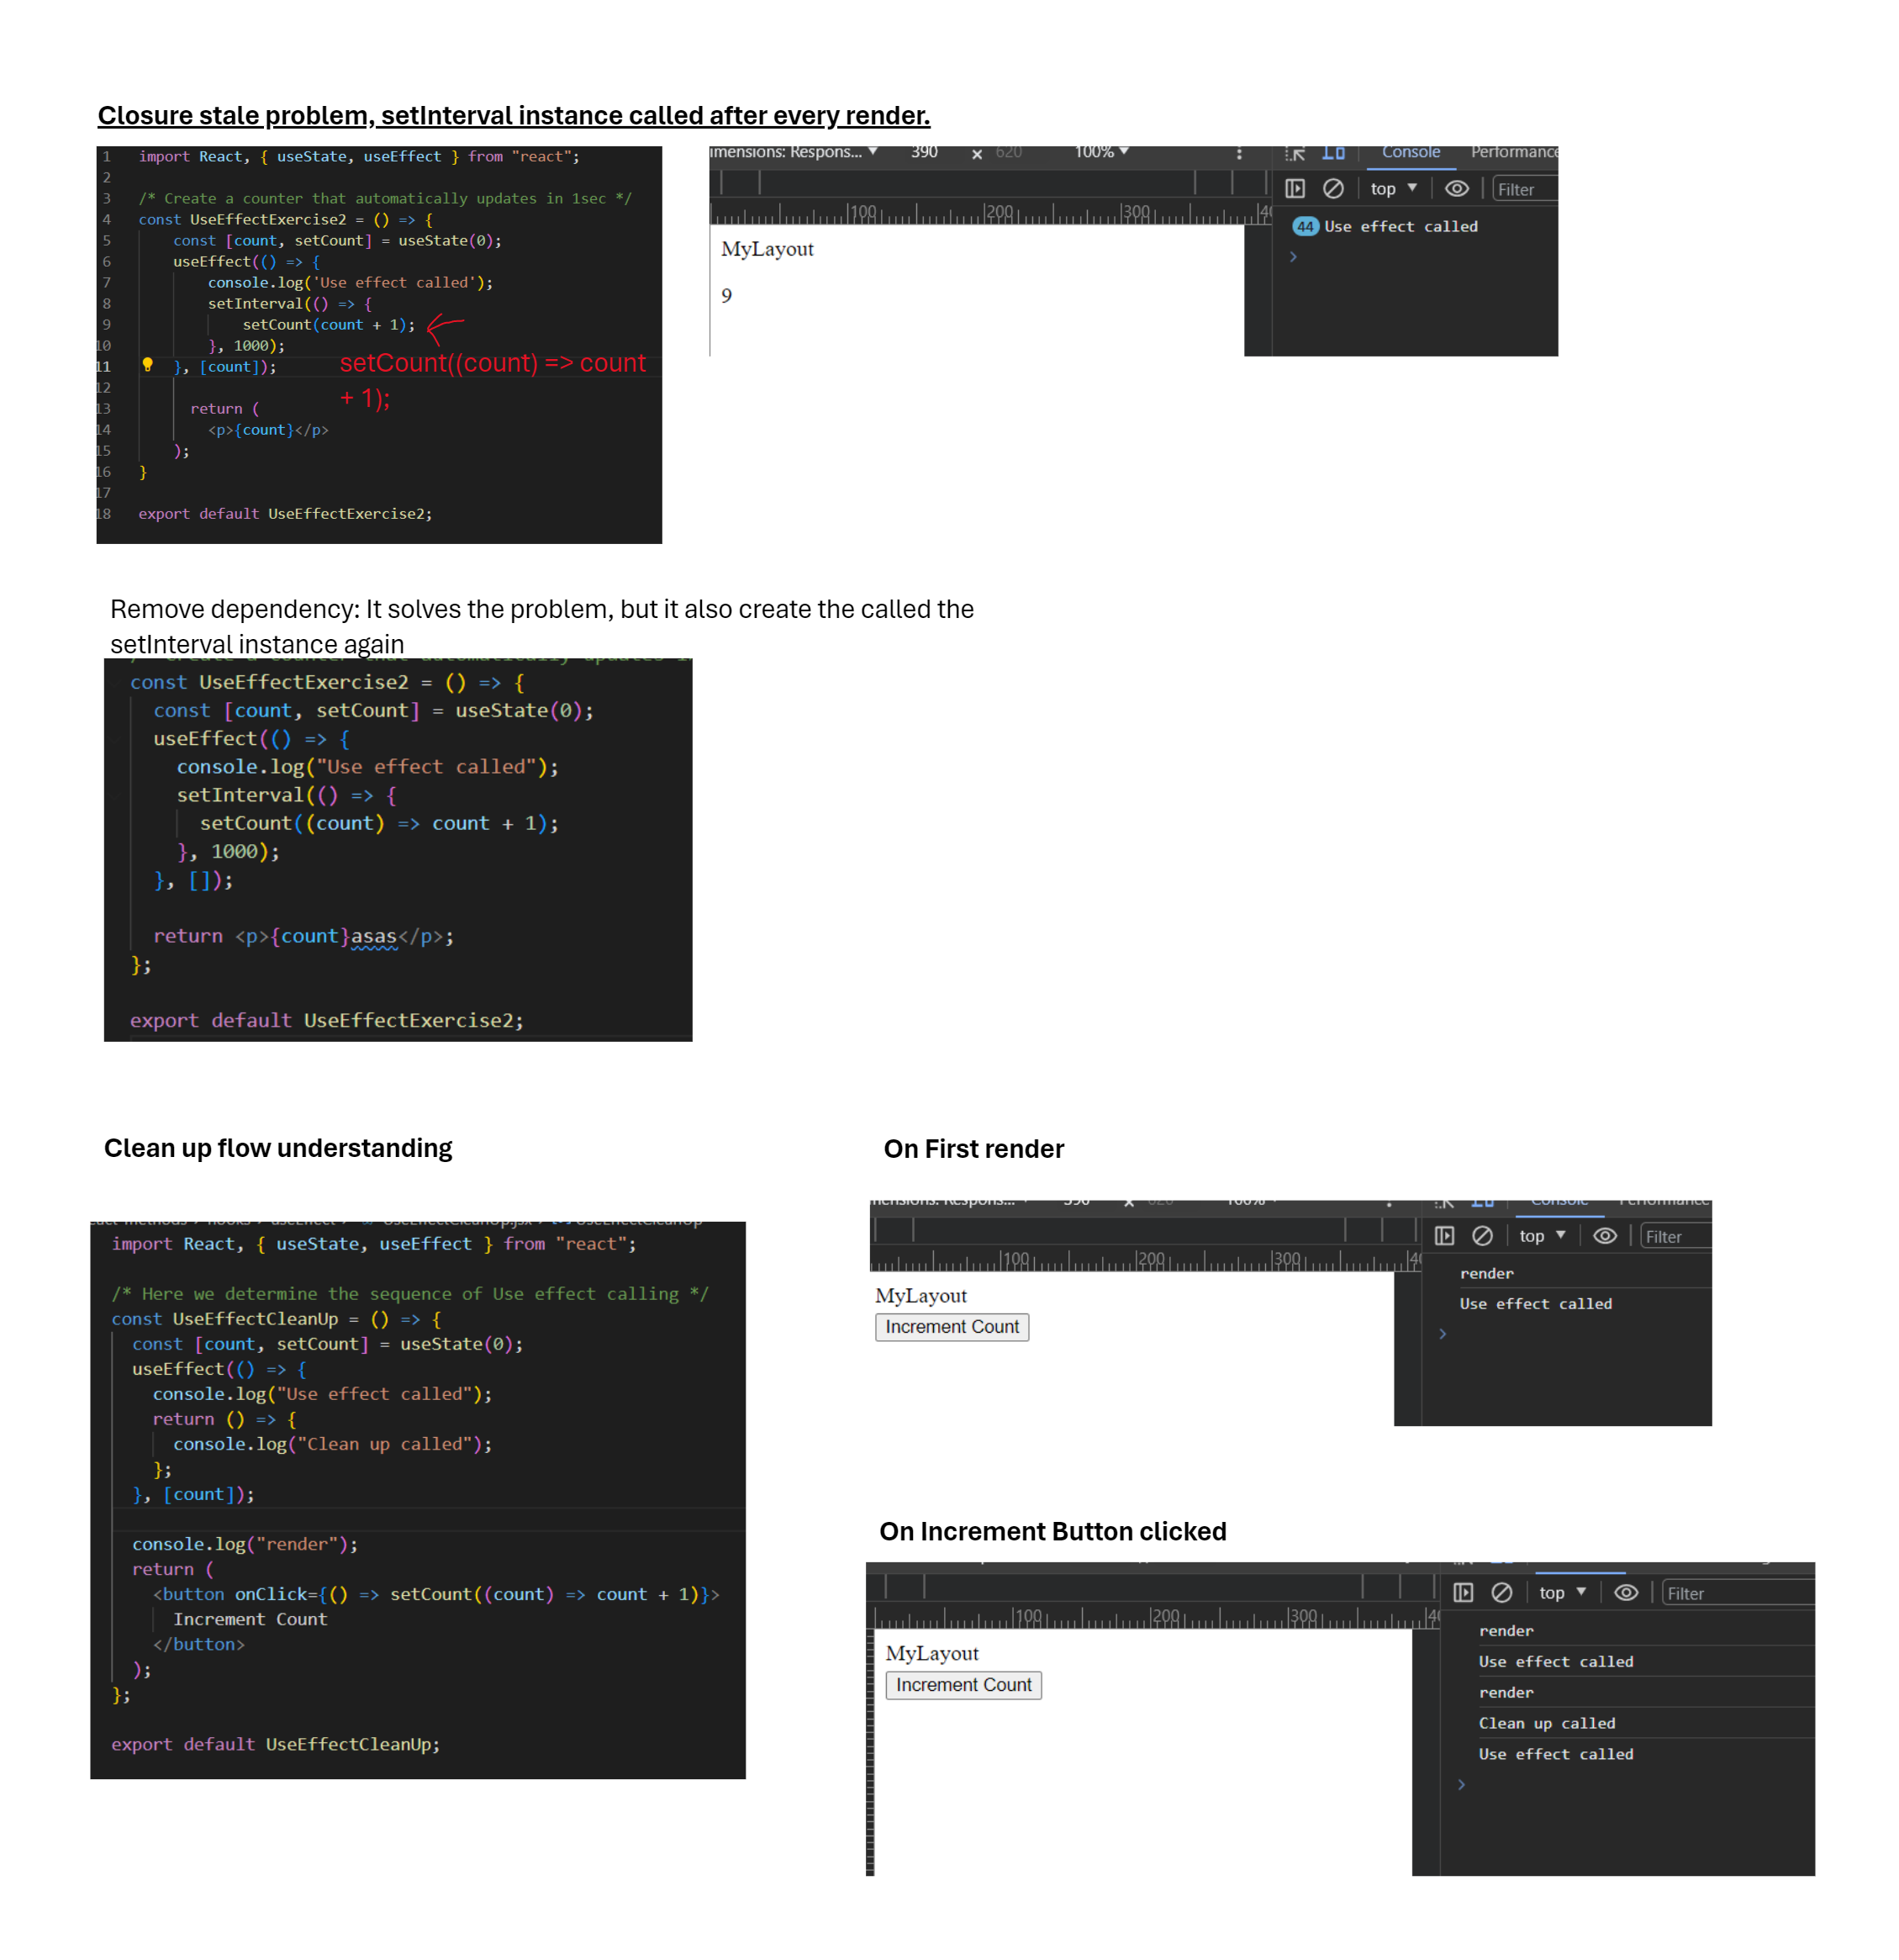 Closure stale problem, setInterval instance called after every render.
1 import React, { useState, useEffect } from "react";
2
3 /* Create a counter that automatically updates in 1sec */
4 const UseEffectExercise2 = () => {
5 const [count, setCount] = useState(0);
6 useEffect(() => {
7 console.log('Use effect called');
8 setInterval(() => {
9 setCount(count + 1);
10 }, 1000);
11 }, [count]);
12
13 return (
14 <p>{count}</p>
15 );
16 }
17
18 export default UseEffectExercise2;
setCount((count) => count
+ 1);
imensions: Respons... ▼ 390 × 620 100% ▼
Console Performance
top ▼ Filter
100 200 300 40
44 Use effect called
MyLayout
9
Remove dependency: It solves the problem, but it also create the called the
setInterval instance again
const UseEffectExercise2 = () => {
const [count, setCount] = useState(0);
useEffect(() => {
console.log("Use effect called");
setInterval(() => {
setCount((count) => count + 1);
}, 1000);
}, []);
return <p>{count}asas</p>;
};
export default UseEffectExercise2;
Clean up flow understanding
import React, { useState, useEffect } from "react";
/* Here we determine the sequence of Use effect calling */
const UseEffectCleanUp = () => {
const [count, setCount] = useState(0);
useEffect(() => {
console.log("Use effect called");
return () => {
console.log("Clean up called");
};
}, [count]);
console.log("render");
return (
<button onClick={() => setCount((count) => count + 1)}>
Increment Count
</button>
);
};
export default UseEffectCleanUp;
On First render
top ▼ Filter
100 200 300 40
render
Use effect called
MyLayout
Increment Count
On Increment Button clicked
top ▼ Filter
100 200 300 40
MyLayout
Increment Count
render
Use effect called
render
Clean up called
Use effect called